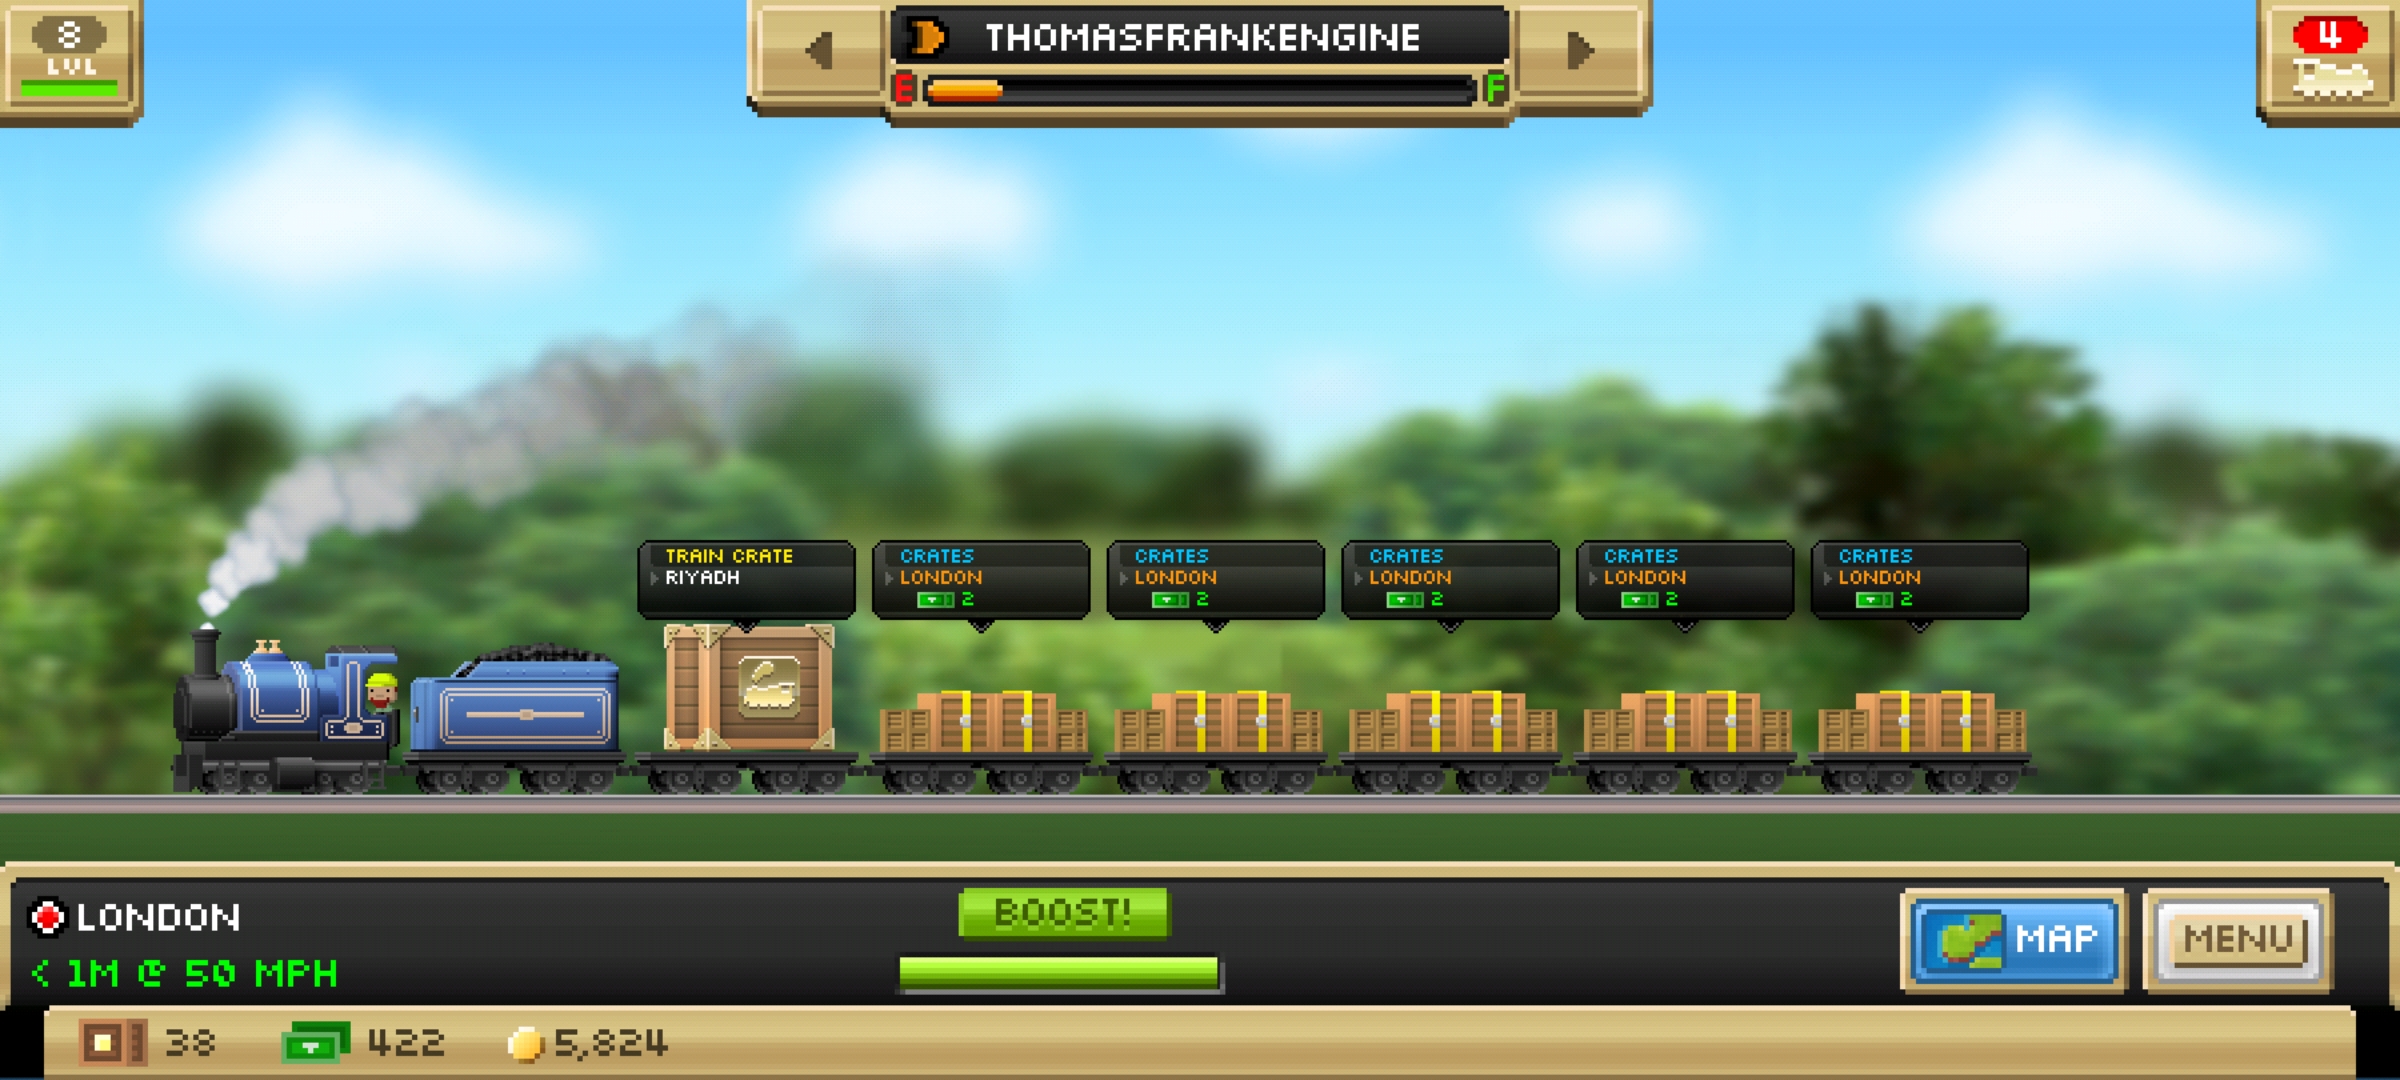 8
LVL
THOMASFRANKENGINE
E F
4
TRAIN CRATE
RIYADH
CRATES
LONDON
2
CRATES
LONDON
2
CRATES
LONDON
2
CRATES
LONDON
2
CRATES
LONDON
2
LONDON
< 1M @ 50 MPH
BOOST!
MAP
MENU
38 422 5,824